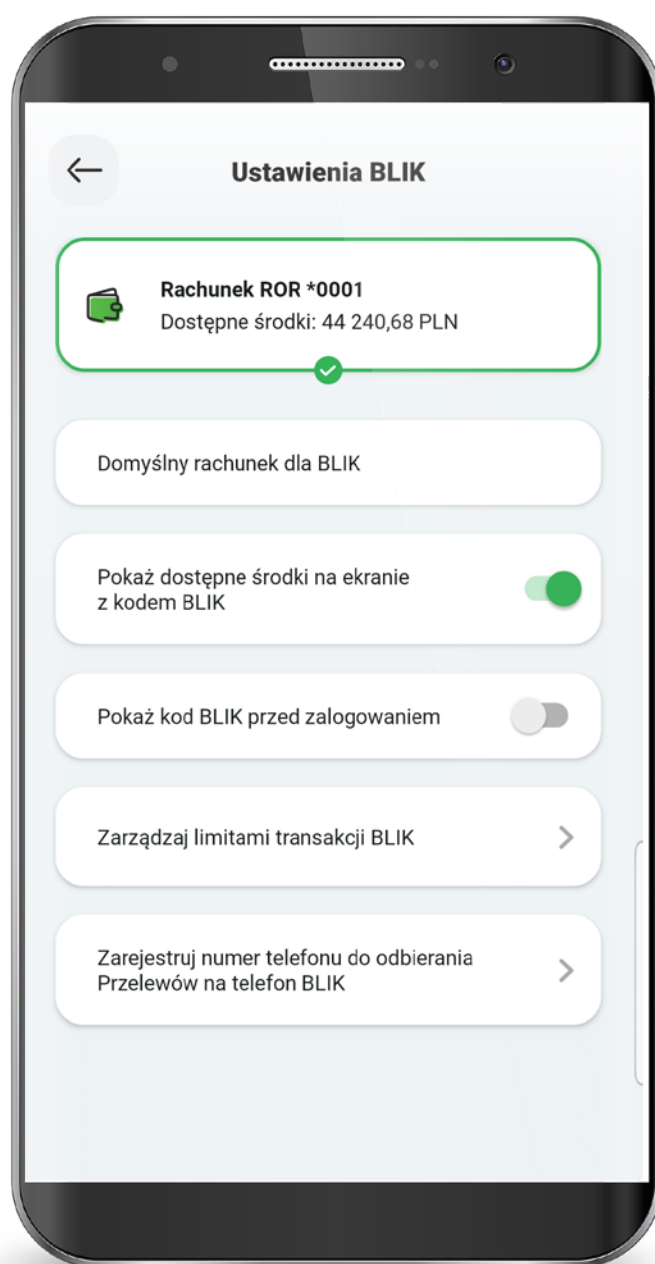 Ustawienia BLIK
Rachunek ROR *0001
Dostępne środki: 44 240,68 PLN
Domyślny rachunek dla BLIK
Pokaż dostępne środki na ekranie
z kodem BLIK
Pokaż kod BLIK przed zalogowaniem
Zarządzaj limitami transakcji BLIK
Zarejestruj numer telefonu do odbierania
Przelewów na telefon BLIK